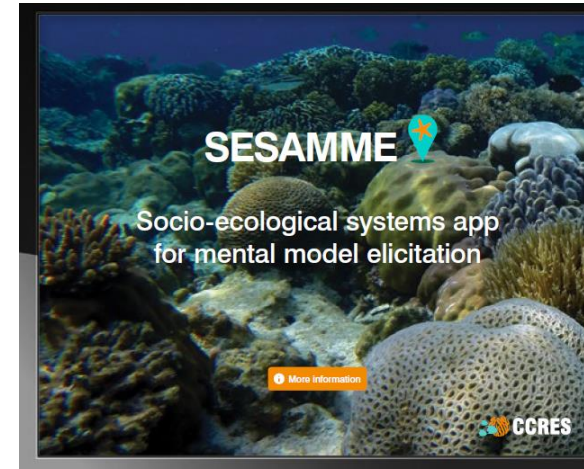 SESAMME
Socio-ecological systems app
for mental model elicitation
More information
CCRES